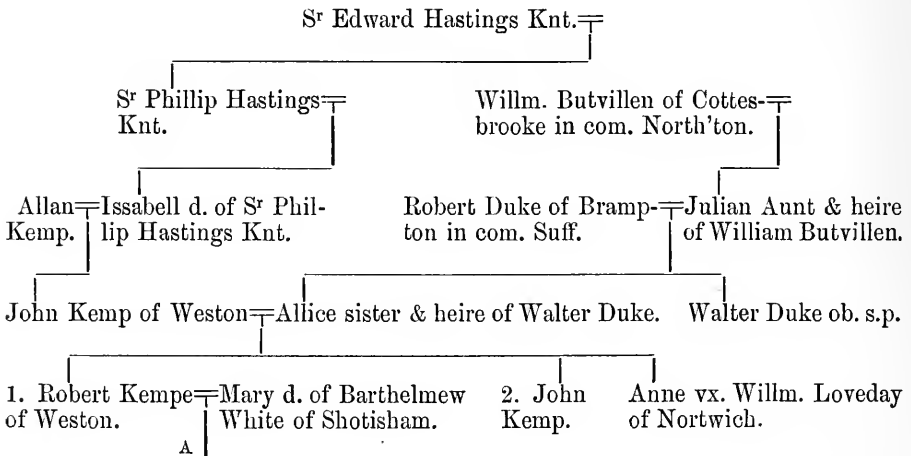 Sr Edward Hastings Knt.
Sr Phillip Hastings
Knt.
Willm. Butvillen of Cottes-
brooke in com. North'ton.
Allan
Kemp.
Issabell d. of Sr Phil-
lip Hastings Knt.
Robert Duke of Bramp-
ton in com. Suff.
Julian Aunt & heire
of William Butvillen.
John Kemp of Weston
Allice sister & heire of Walter Duke.
Walter Duke ob. s.p.
1. Robert Kempe
of Weston.
Mary d. of Barthelmew
White of Shotisham.
2. John
Kemp.
Anne vx. Willm. Loveday
of Nortwich.
A